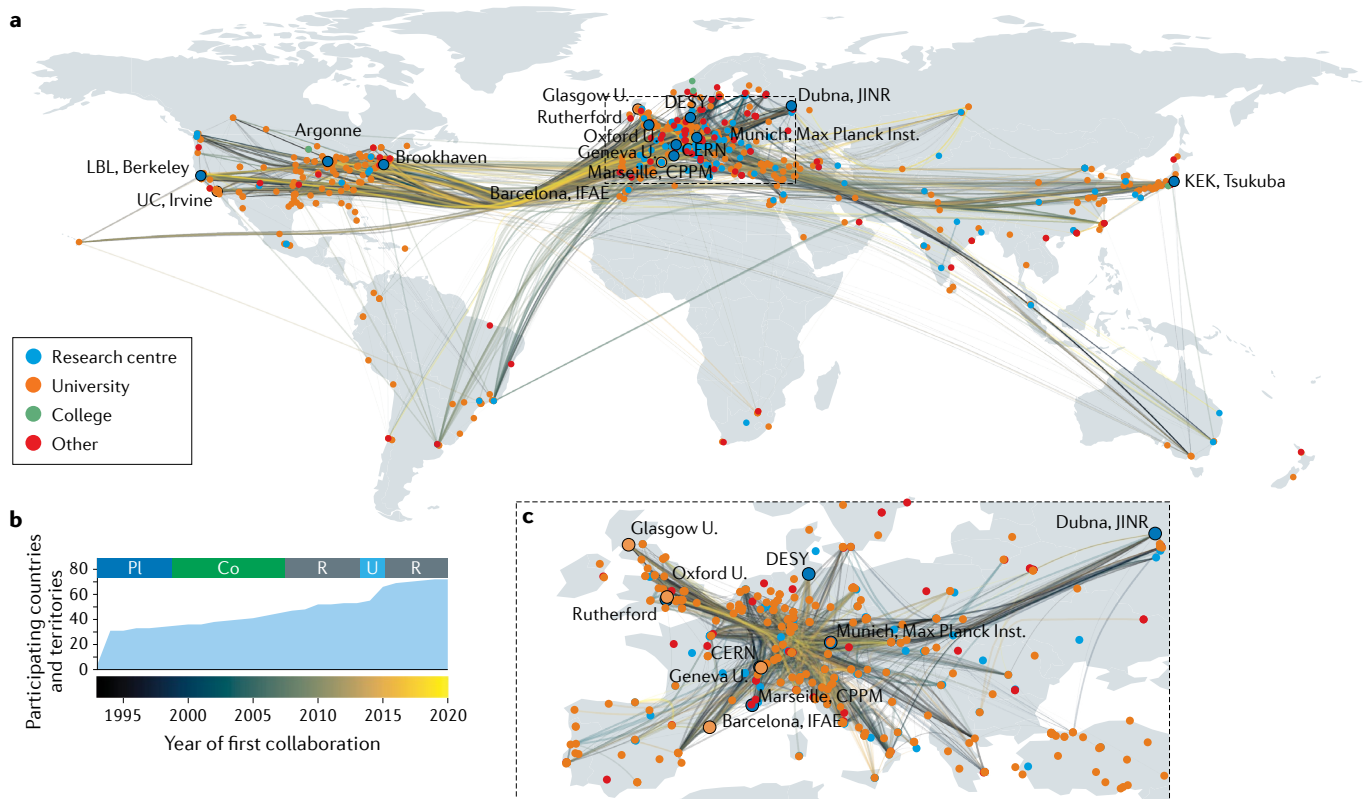 a
Glasgow U.
DESY
Dubna, JINR
Rutherford
Argonne
Oxford U.
Munich, Max Planck Inst.
Brookhaven
Geneva U.
CERN
LBL, Berkeley
Marseille, CPPM
KEK, Tsukuba
UC, Irvine
Barcelona, IFAE
Research centre
University
College
Other
b
Participating countries
and territories
80
60
40
20
0
Pl
Co
R
U
R
1995
2000
2005
2010
2015
2020
Year of first collaboration
c
Glasgow U.
Dubna, JINR
DESY
Oxford U.
Rutherford
Munich, Max Planck Inst.
CERN
Geneva U.
Marseille, CPPM
Barcelona, IFAE